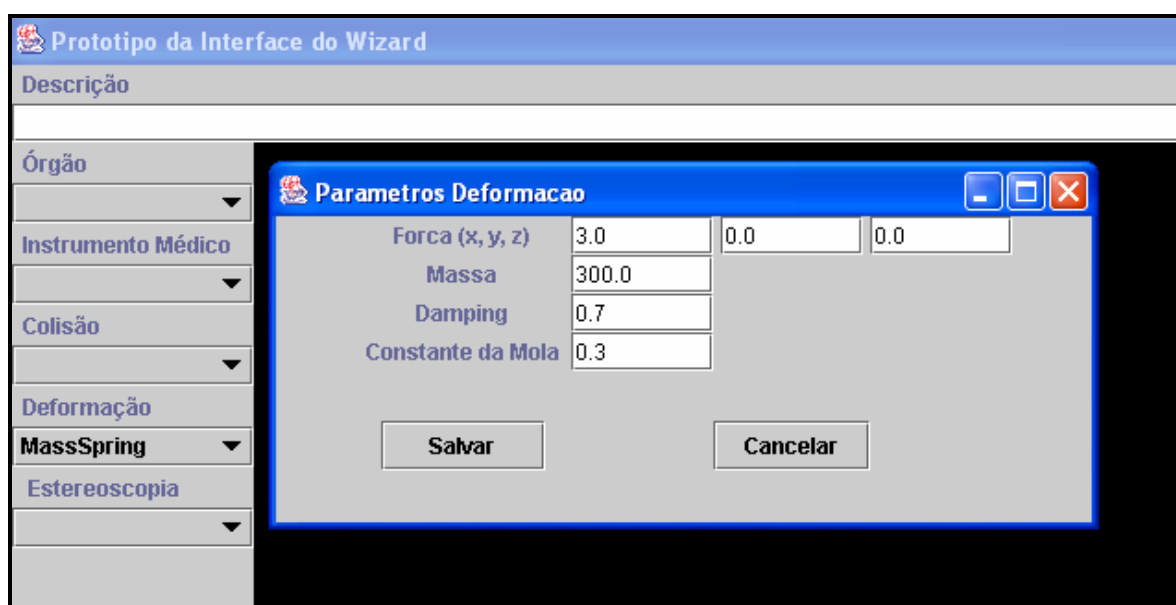 Prototipo da Interface do Wizard
Descrição
Órgão
Instrumento Médico
Colisão
Deformação
MassSpring
Estereoscopia
Parametros Deformacao
Forca (x, y, z) 3.0 0.0 0.0
Massa 300.0
Damping 0.7
Constante da Mola 0.3
Salvar Cancelar